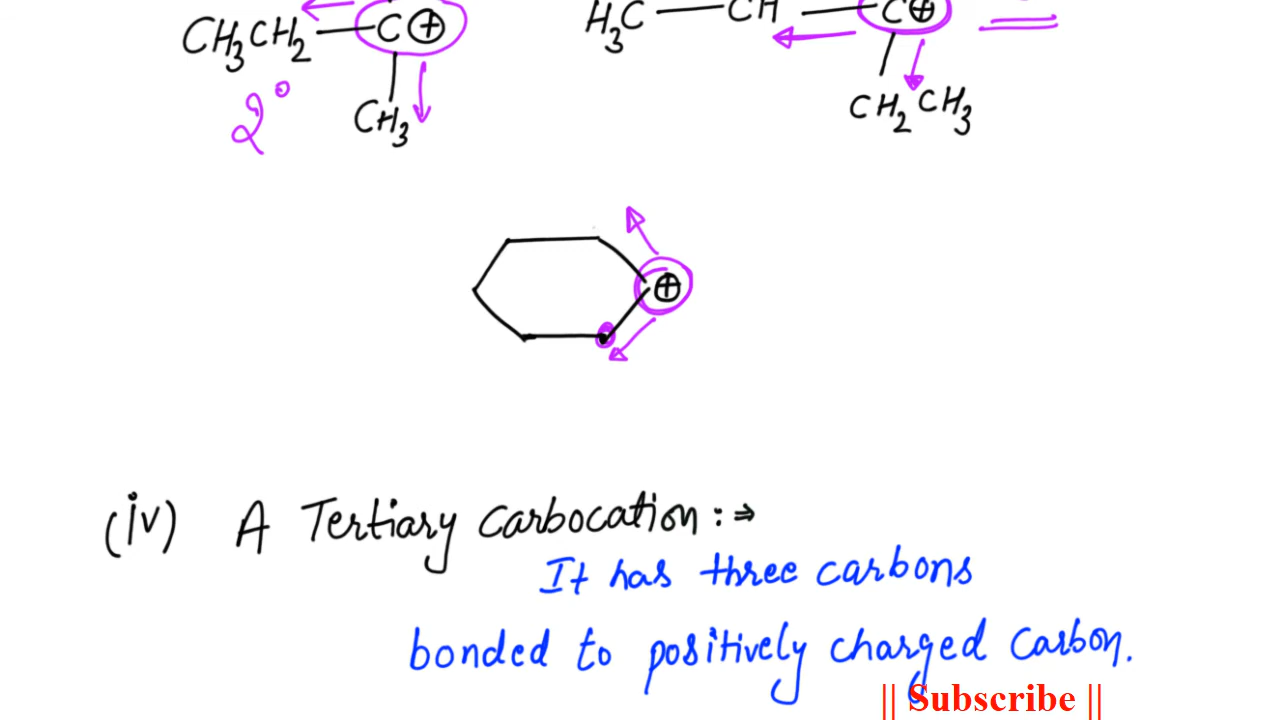 CH₃CH₂—C⊕ H₃C—CH—C⊕
2° CH₃ CH₂CH₃
⊕
(iv) A Tertiary Carbocation :⇒
It has three carbons
bonded to positively charged carbon.
|| Subscribe ||